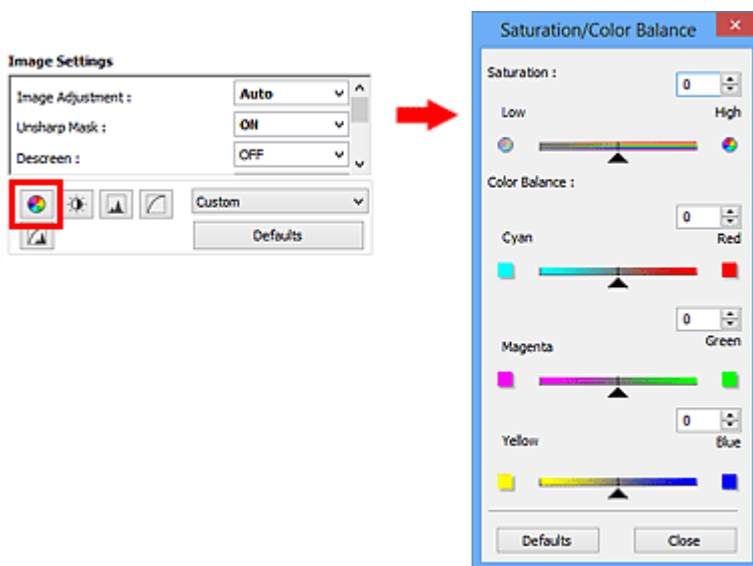 Image Settings
Image Adjustment : Auto
Unsharp Mask : ON
Descreen : OFF
Custom
Defaults
Saturation/Color Balance
Saturation : 0
Low High
Color Balance :
0
Cyan Red
0
Magenta Green
0
Yellow Blue
Defaults Close